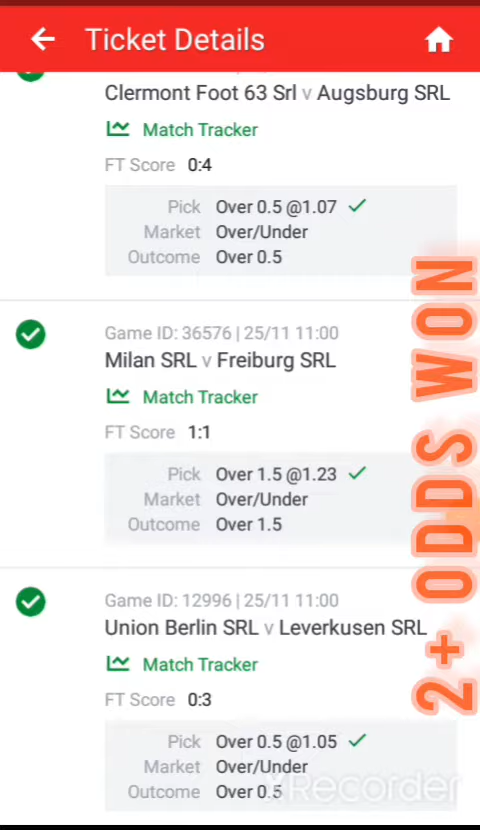 Ticket Details
Clermont Foot 63 Srl v Augsburg SRL
Match Tracker
FT Score 0:4
Pick Over 0.5 @1.07
Market Over/Under
Outcome Over 0.5
Game ID: 36576 | 25/11 11:00
Milan SRL v Freiburg SRL
Match Tracker
FT Score 1:1
Pick Over 1.5 @1.23
Market Over/Under
Outcome Over 1.5
Game ID: 12996 | 25/11 11:00
Union Berlin SRL v Leverkusen SRL
Match Tracker
FT Score 0:3
Pick Over 0.5 @1.05
Market Over/Under
Outcome Over 0.5
2+ ODDS WON
XRecorder